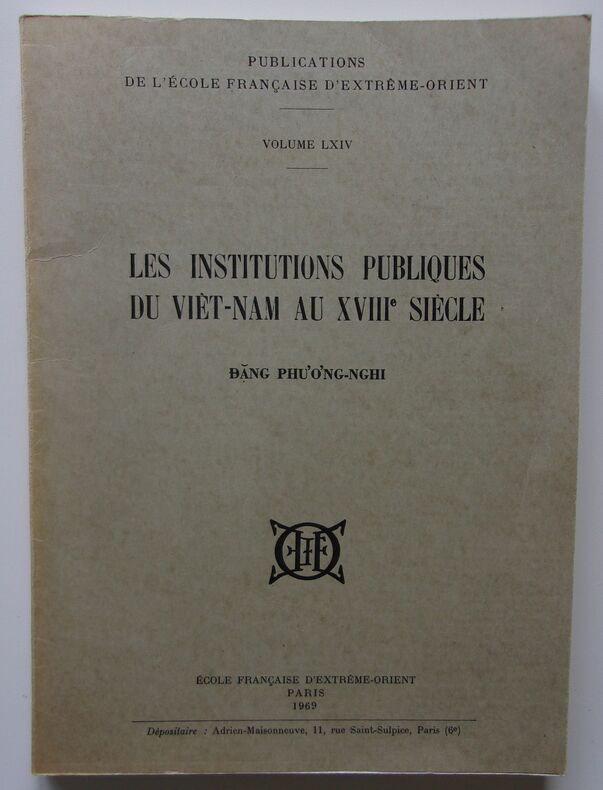 PUBLICATIONS
DE L'ÉCOLE FRANÇAISE D'EXTRÊME-ORIENT
VOLUME LXIV
LES INSTITUTIONS PUBLIQUES
DU VIÊT-NAM AU XVIIIe SIÈCLE
ĐẶNG PHƯƠNG-NGHI
ÉCOLE FRANÇAISE D'EXTRÊME-ORIENT
PARIS
1969
Dépositaire : Adrien-Maisonneuve, 11, rue Saint-Sulpice, Paris (6e)